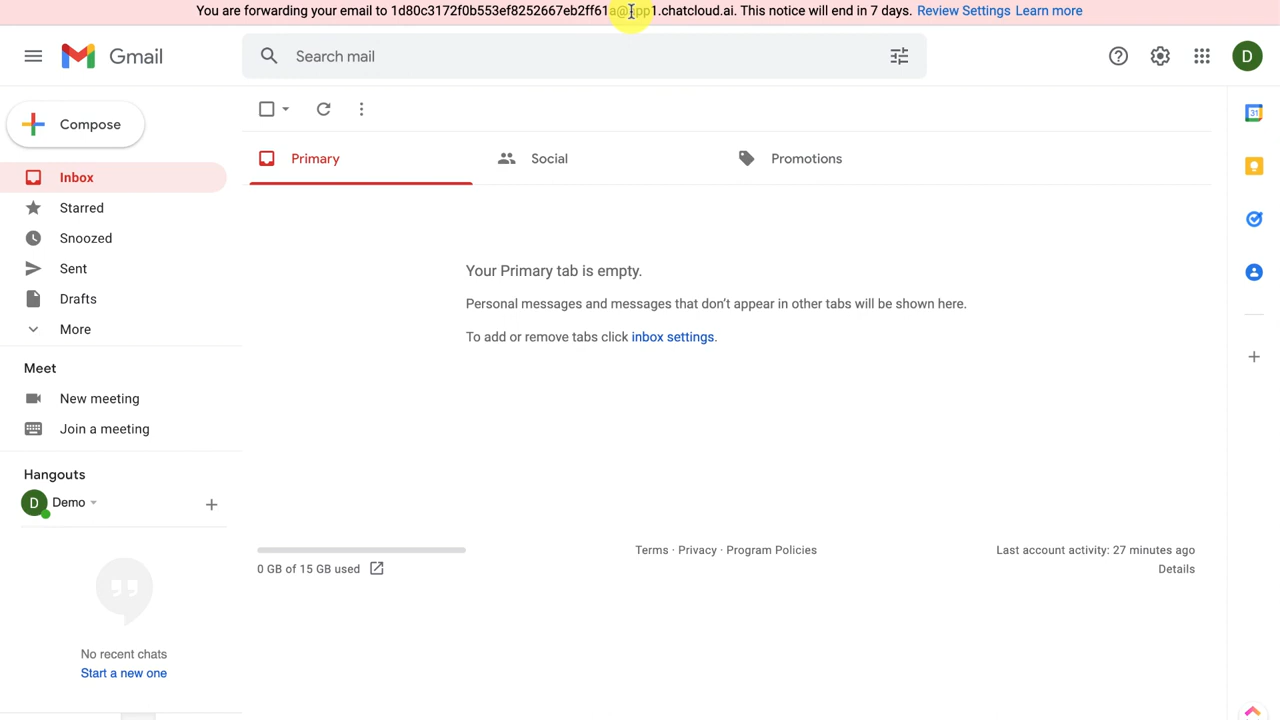 You are forwarding your email to 1d80c3172f0b553ef8252667eb2ff61a@app1.chatcloud.ai. This notice will end in 7 days. Review Settings Learn more
Gmail
Search mail
D
Compose
31
Primary
Social
Promotions
Inbox
Starred
Snoozed
Sent
Drafts
More
Your Primary tab is empty.
Personal messages and messages that don't appear in other tabs will be shown here.
To add or remove tabs click inbox settings.
Meet
New meeting
Join a meeting
Hangouts
D Demo
0 GB of 15 GB used
Terms · Privacy · Program Policies
Last account activity: 27 minutes ago
Details
No recent chats
Start a new one